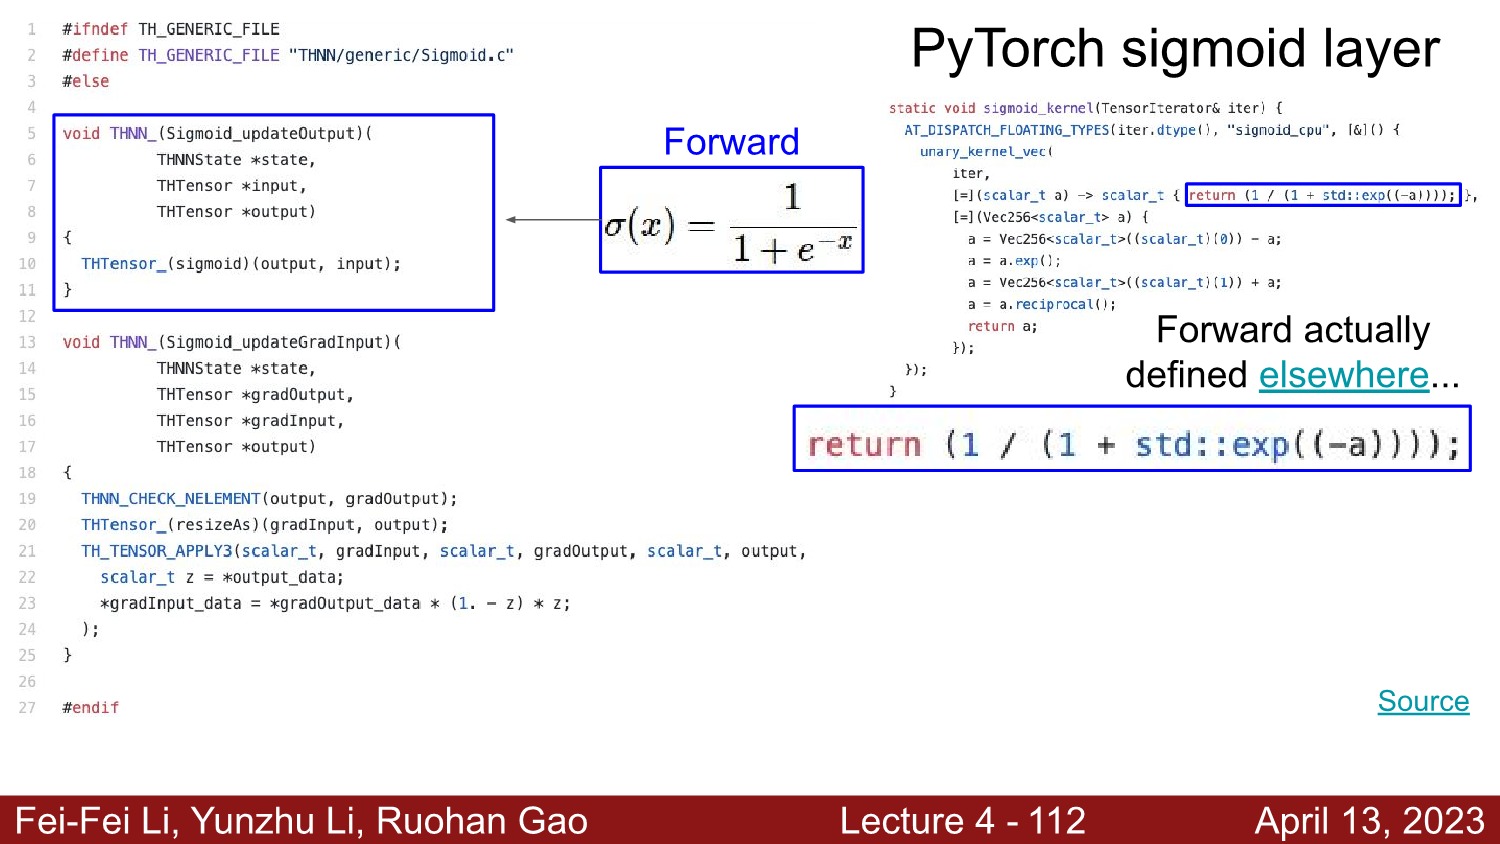 PyTorch sigmoid layer
1 #ifndef TH_GENERIC_FILE
2 #define TH_GENERIC_FILE "THNN/generic/Sigmoid.c"
3 #else
4
5 void THNN_(Sigmoid_updateOutput)(
6 THNNState *state,
7 THTensor *input,
8 THTensor *output)
9 {
10 THTensor_(sigmoid)(output, input);
11 }
12
13 void THNN_(Sigmoid_updateGradInput)(
14 THNNState *state,
15 THTensor *gradOutput,
16 THTensor *gradInput,
17 THTensor *output)
18 {
19 THNN_CHECK_NELEMENT(output, gradOutput);
20 THTensor_(resizeAs)(gradInput, output);
21 TH_TENSOR_APPLY3(scalar_t, gradInput, scalar_t, gradOutput, scalar_t, output,
22 scalar_t z = *output_data;
23 *gradInput_data = *gradOutput_data * (1. - z) * z;
24 );
25 }
26
27 #endif
Forward
σ(x) = 1 / (1 + e^{-x})
static void sigmoid_kernel(TensorIterator& iter) {
AT_DISPATCH_FLOATING_TYPES(iter.dtype(), "sigmoid_cpu", [&]() {
unary_kernel_vec(
iter,
[=](scalar_t a) -> scalar_t { return (1 / (1 + std::exp((-a)))); },
[=](Vec256<scalar_t> a) {
a = Vec256<scalar_t>((scalar_t)(0)) - a;
a = a.exp();
a = Vec256<scalar_t>((scalar_t)(1)) + a;
a = a.reciprocal();
return a;
});
});
}
Forward actually
defined elsewhere...
return (1 / (1 + std::exp((-a))));
Source
Fei-Fei Li, Yunzhu Li, Ruohan Gao
Lecture 4 - 112
April 13, 2023